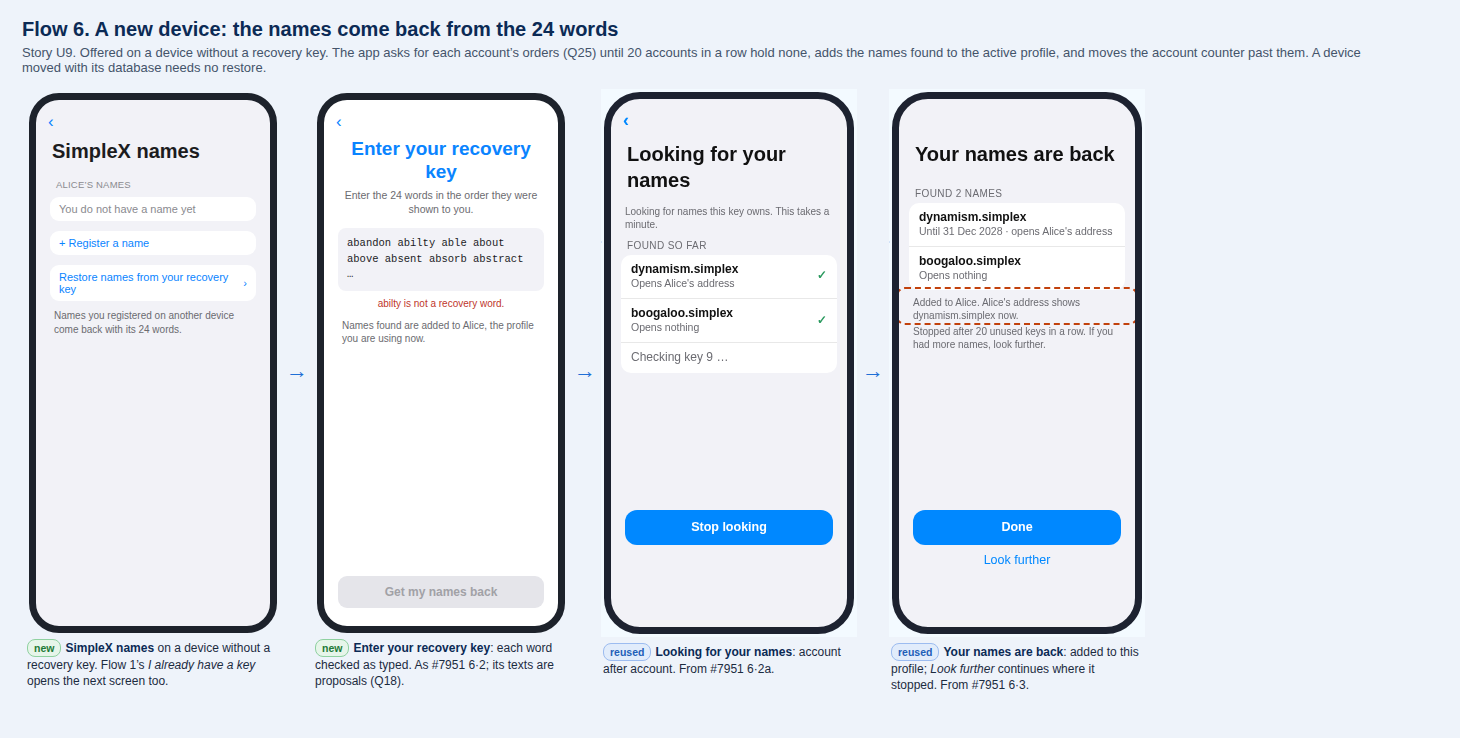 Flow 6. A new device: the names come back from the 24 words
Story U9. Offered on a device without a recovery key. The app asks for each account's orders (Q25) until 20 accounts in a row hold none, adds the names found to the active profile, and moves the account counter past them. A device
moved with its database needs no restore.
‹
SimpleX names
ALICE'S NAMES
You do not have a name yet
+ Register a name
Restore names from your recovery
key
›
Names you registered on another device
come back with its 24 words.
→
‹
Enter your recovery
key
Enter the 24 words in the order they were
shown to you.
abandon abilty able about
above absent absorb abstract
…
abilty is not a recovery word.
Names found are added to Alice, the profile
you are using now.
Get my names back
→
‹
Looking for your
names
Looking for names this key owns. This takes a
minute.
FOUND SO FAR
dynamism.simplex
Opens Alice's address
✓
boogaloo.simplex
Opens nothing
✓
Checking key 9 …
Stop looking
→
Your names are back
FOUND 2 NAMES
dynamism.simplex
Until 31 Dec 2028 · opens Alice's address
boogaloo.simplex
Opens nothing
Added to Alice. Alice's address shows
dynamism.simplex now.
Stopped after 20 unused keys in a row. If you
had more names, look further.
Done
Look further
new SimpleX names on a device without a
recovery key. Flow 1's I already have a key
opens the next screen too.
new Enter your recovery key: each word
checked as typed. As #7951 6·2; its texts are
proposals (Q18).
reused Looking for your names: account
after account. From #7951 6·2a.
reused Your names are back: added to this
profile; Look further continues where it
stopped. From #7951 6·3.